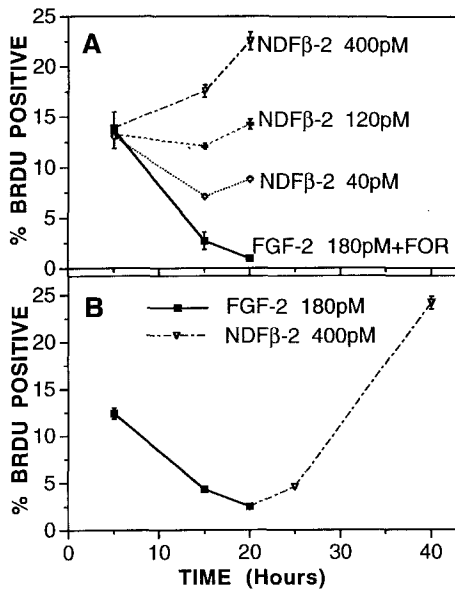 A
25
20
15
10
5
0
% BRDU POSITIVE
NDFβ-2 400pM
NDFβ-2 120pM
NDFβ-2 40pM
FGF-2 180pM+FOR
B
25
20
15
10
5
0
% BRDU POSITIVE
FGF-2 180pM
NDFβ-2 400pM
0 10 20 30 40
TIME (Hours)